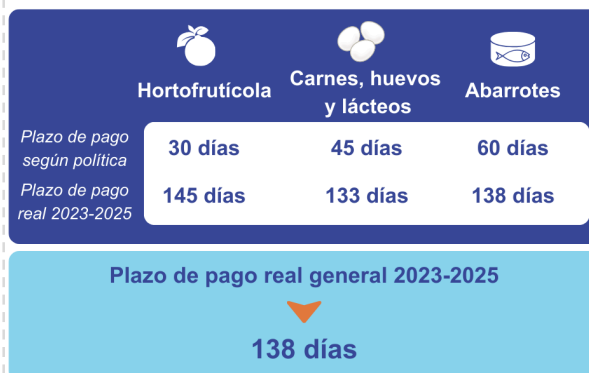 Hortofrutícola
Carnes, huevos
y lácteos
Abarrotes
Plazo de pago
según política
30 días
45 días
60 días
Plazo de pago
real 2023-2025
145 días
133 días
138 días
Plazo de pago real general 2023-2025
138 días